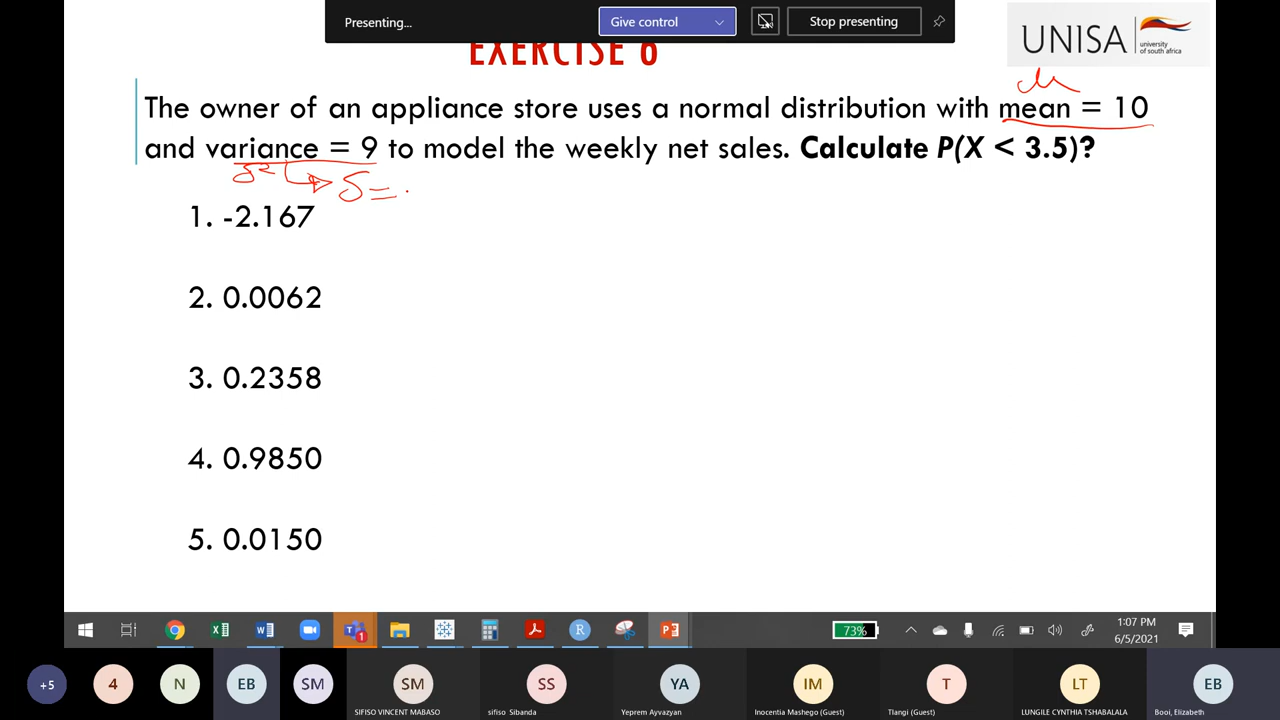 Presenting...
Give control
Stop presenting
UNISA
university
of south africa
EXERCISE 6
μ
The owner of an appliance store uses a normal distribution with mean = 10
and variance = 9 to model the weekly net sales. Calculate P(X < 3.5)?
δ²
δ =
1. -2.167
2. 0.0062
3. 0.2358
4. 0.9850
5. 0.0150
1
73%
1:07 PM
6/5/2021
+5
4
N
EB
SM
SM
SS
YA
IM
T
LT
EB
SIFISO VINCENT MABASO
sifiso Sibanda
Yeprem Ayvazyan
Inocentia Mashego (Guest)
Tlangi (Guest)
LUNGILE CYNTHIA TSHABALALA
Booi, Elizabeth